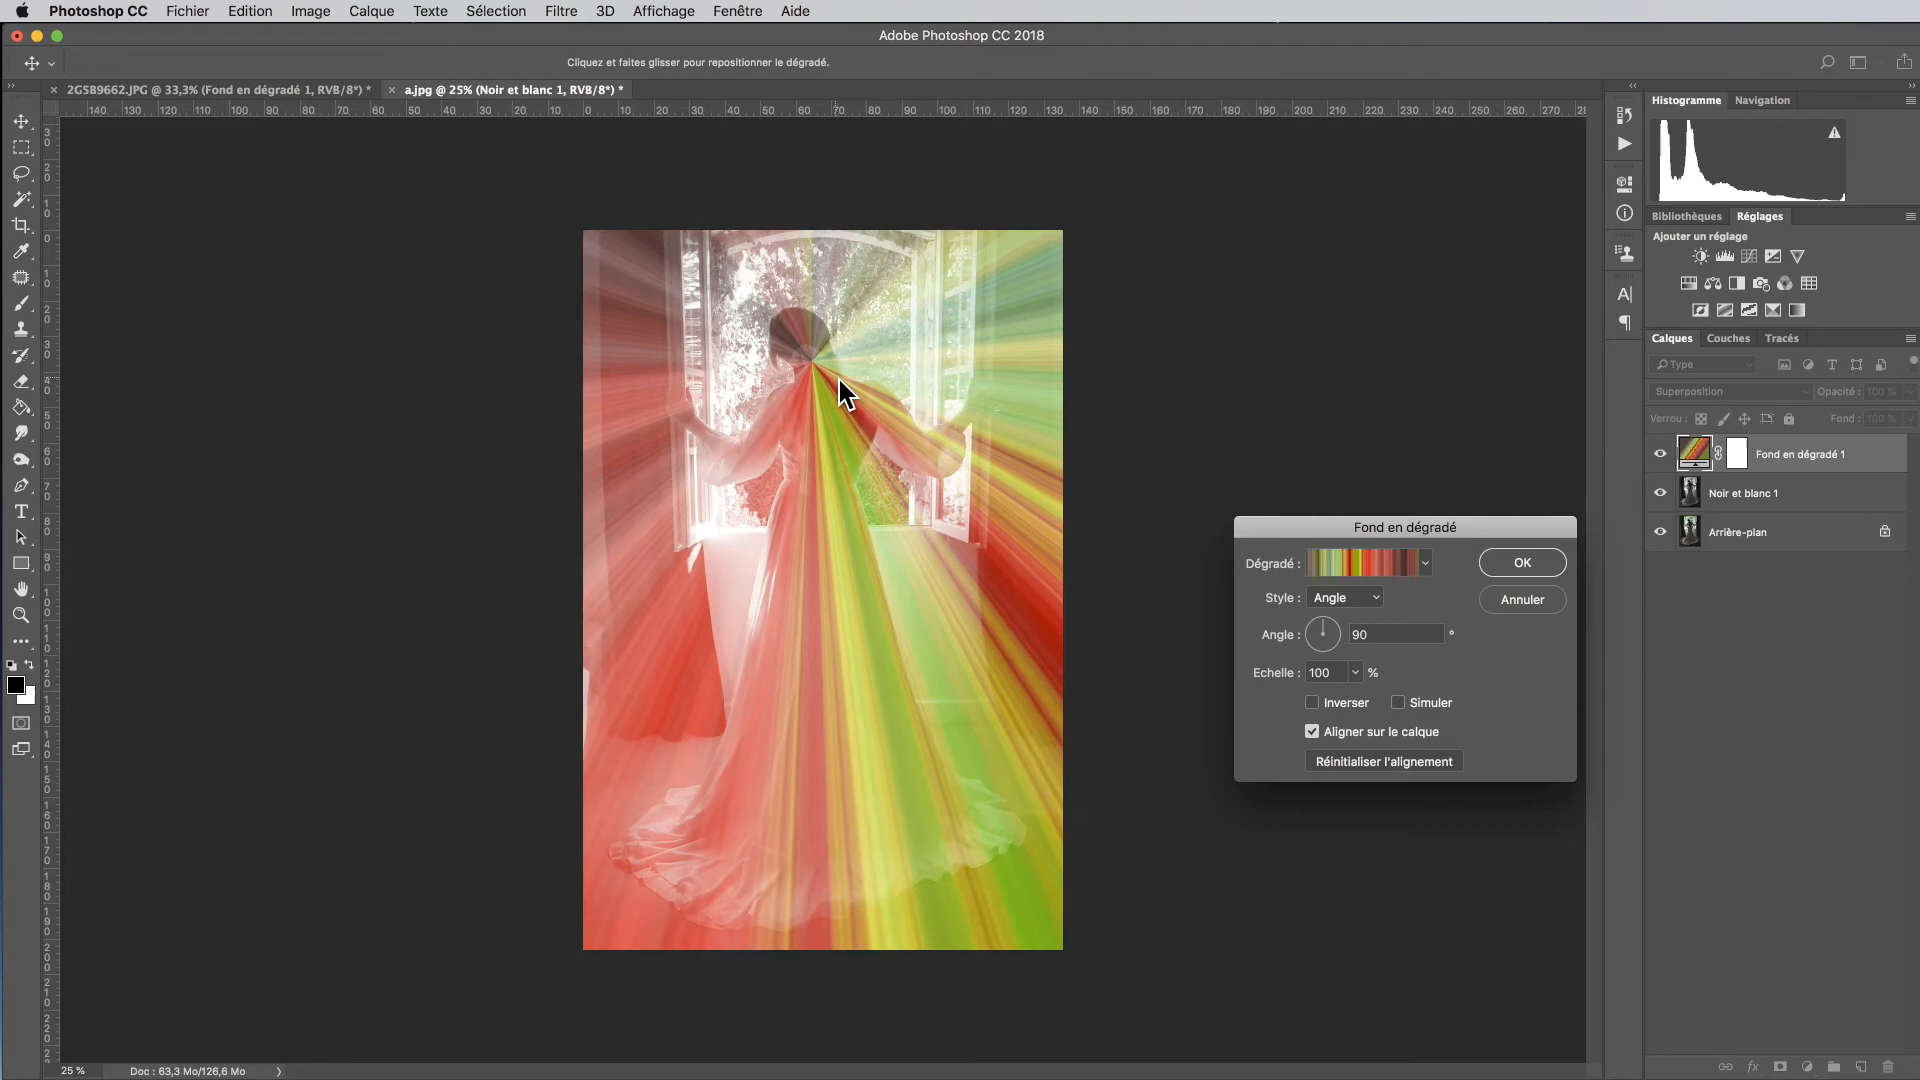 Photoshop CC Fichier Edition Image Calque Texte Sélection Filtre 3D Affichage Fenêtre Aide
Adobe Photoshop CC 2018
Cliquez et faites glisser pour repositionner le dégradé.
2G5B9662.JPG @ 33,3% (Fond en dégradé 1, RVB/8*) * a.jpg @ 25% (Noir et blanc 1, RVB/8*) *
140 130 120 110 100 90 80 70 60 50 40 30 20 10 0 10 20 30 40 50 60 70 80 90 100 110 120 130 140 150 160 170 180 190 200 210 220 230 240 250 260 270 28
Histogramme Navigation
Bibliothèques Réglages
Ajouter un réglage
Calques Couches Tracés
Type
Superposition Opacité : 100 %
Verrou : Fond : 100 %
Fond en dégradé 1
Noir et blanc 1
Arrière-plan
Fond en dégradé
Dégradé : OK
Style : Angle Annuler
Angle : 90 °
Echelle : 100 %
Inverser Simuler
Aligner sur le calque
Réinitialiser l'alignement
25 % Doc : 63,3 Mo/126,6 Mo